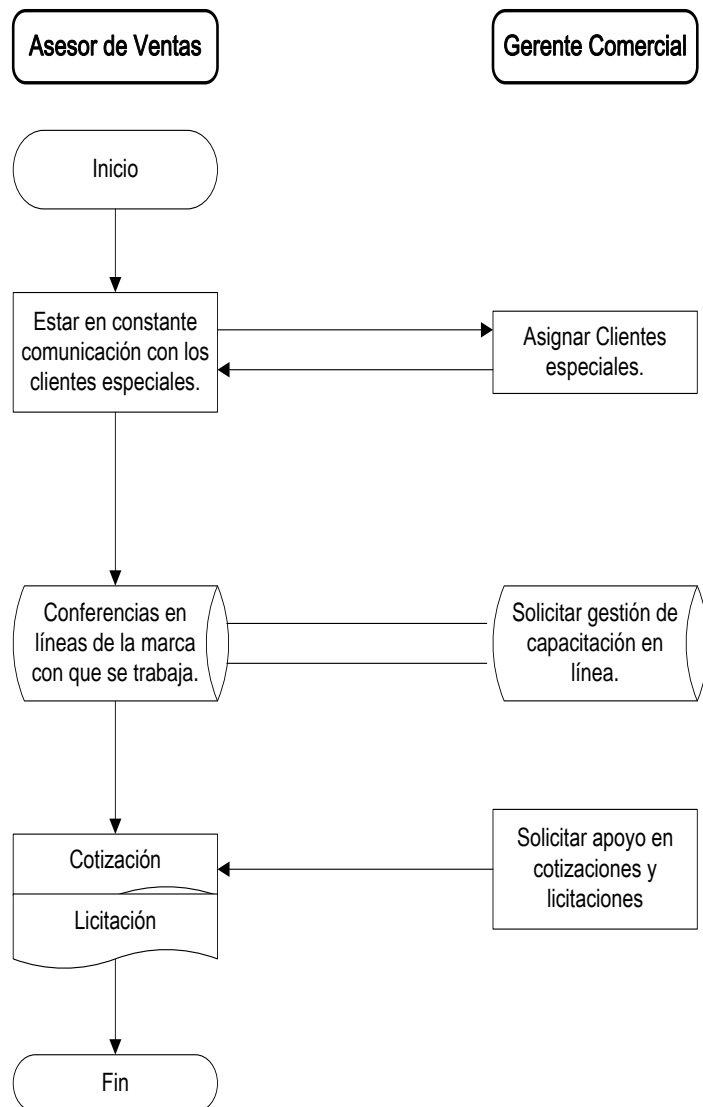 Asesor de Ventas
Gerente Comercial
Inicio
Estar en constante
comunicación con los
clientes especiales.
Asignar Clientes
especiales.
Conferencias en
líneas de la marca
con que se trabaja.
Solicitar gestión de
capacitación en
línea.
Cotización
Licitación
Solicitar apoyo en
cotizaciones y
licitaciones
Fin